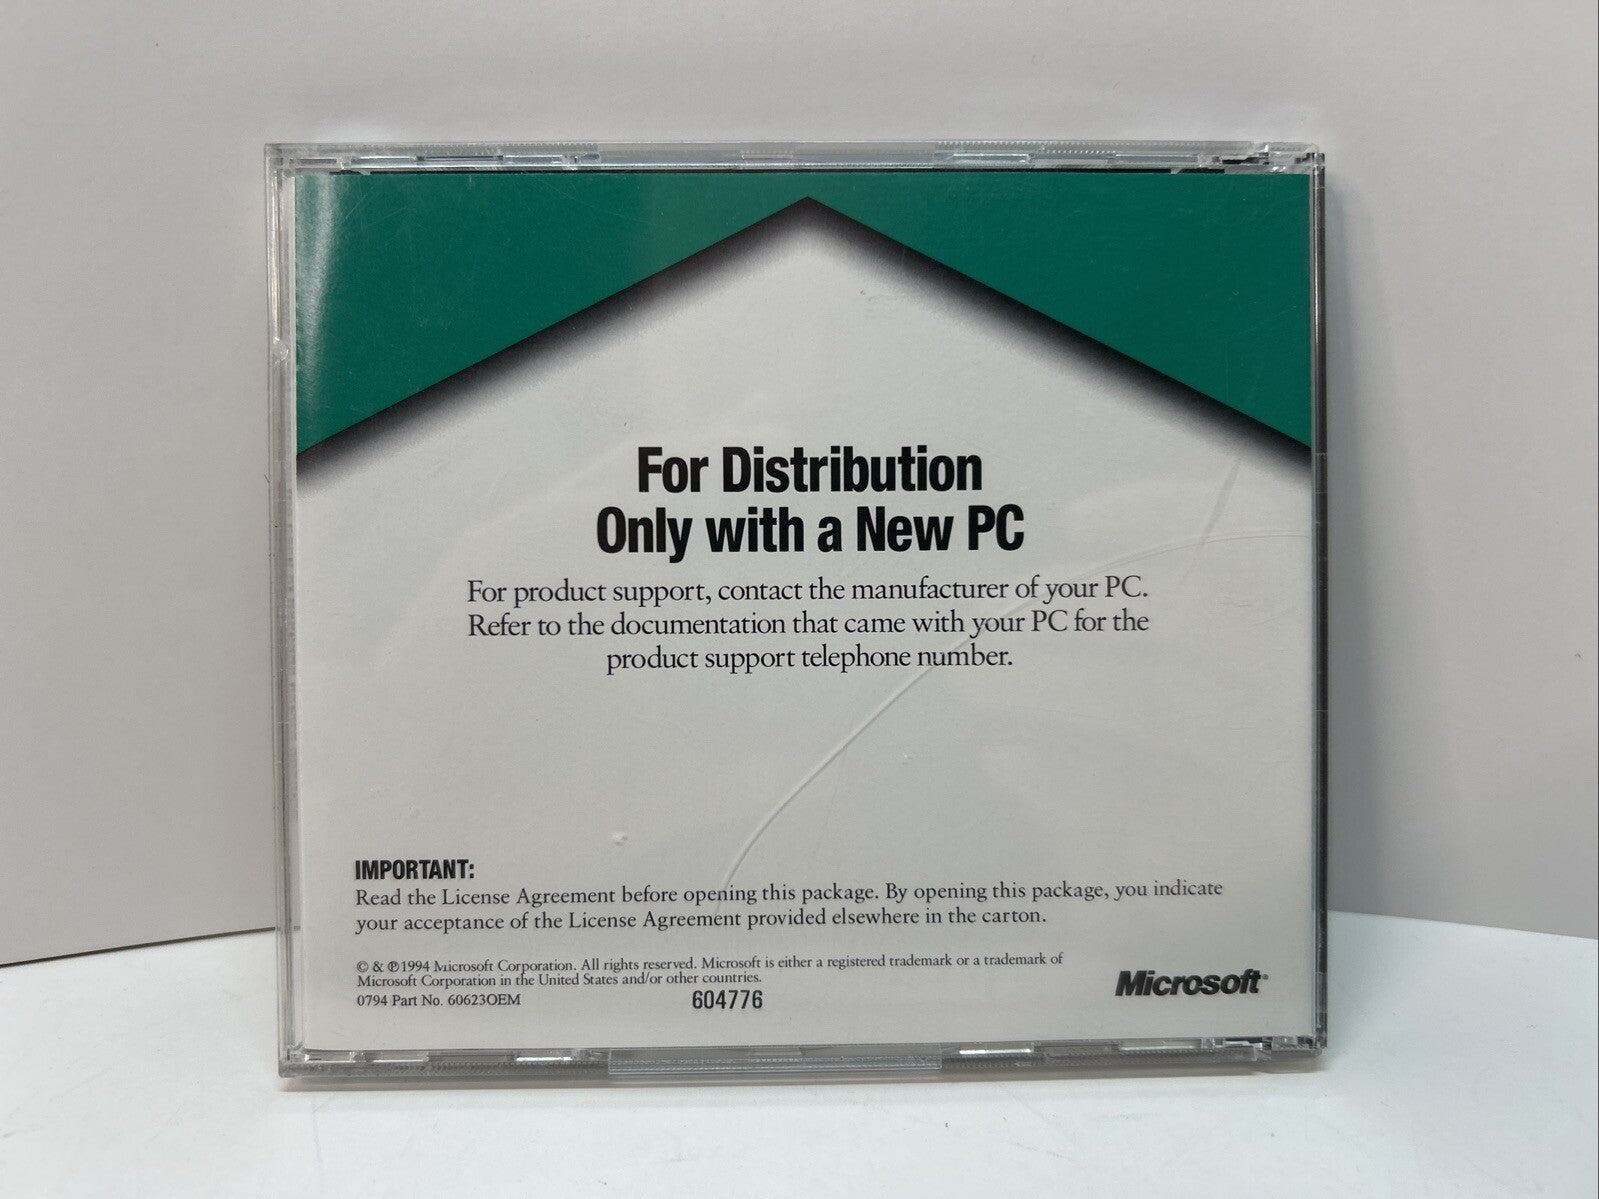 For Distribution
Only with a New PC
For product support, contact the manufacturer of your PC.
Refer to the documentation that came with your PC for the
product support telephone number.
IMPORTANT:
Read the License Agreement before opening this package. By opening this package, you indicate
your acceptance of the License Agreement provided elsewhere in the carton.
© & ℗ 1994 Microsoft Corporation. All rights reserved. Microsoft is either a registered trademark or a trademark of
Microsoft Corporation in the United States and/or other countries.
0794 Part No. 60623OEM
604776
Microsoft®